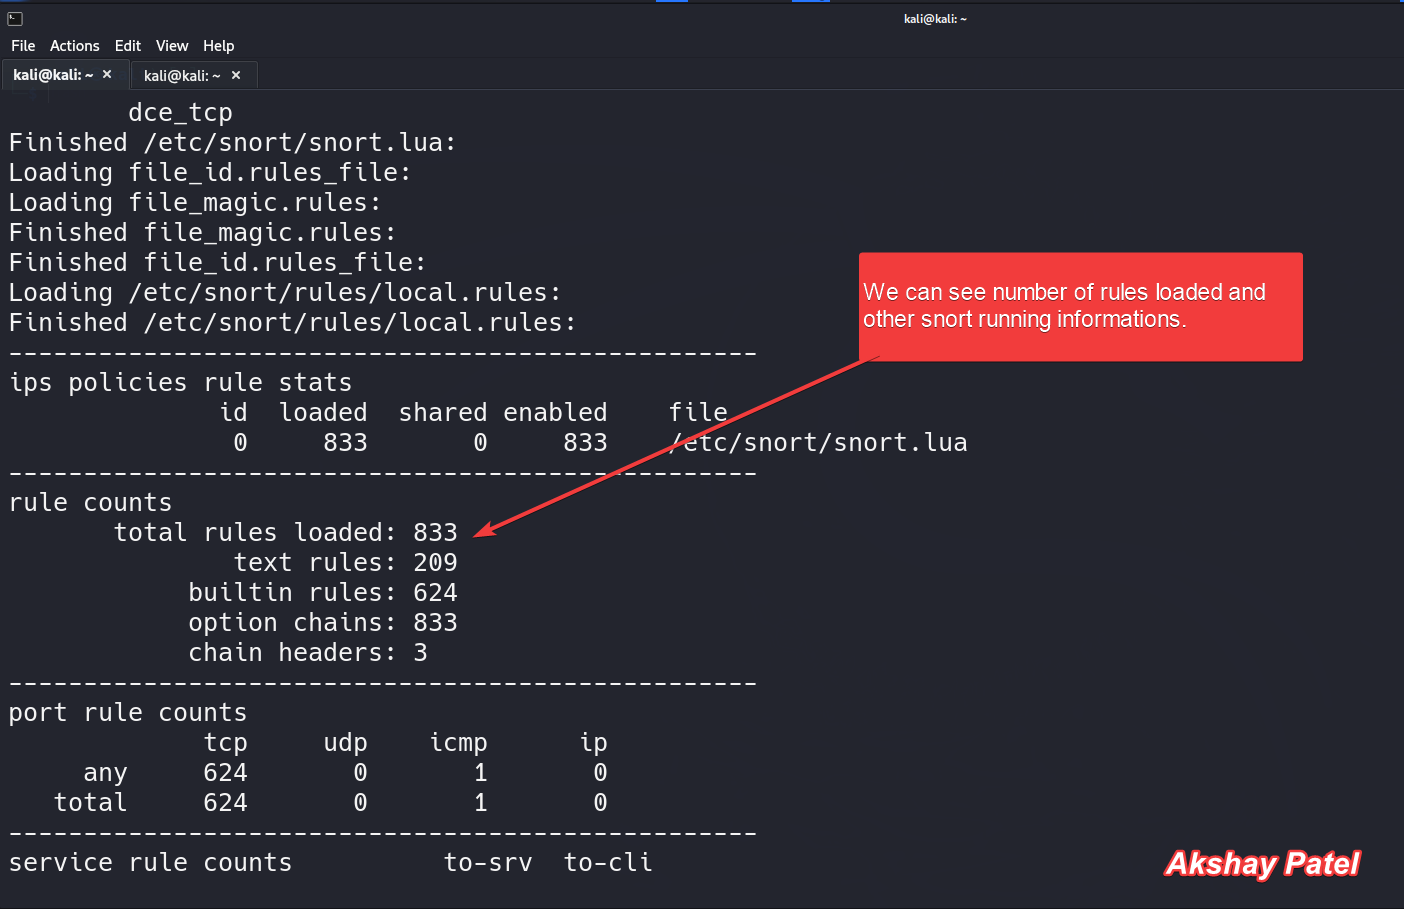 kali@kali: ~
File Actions Edit View Help
kali@kali: ~ × kali@kali: ~ ×
dce_tcp
Finished /etc/snort/snort.lua:
Loading file_id.rules_file:
Loading file_magic.rules:
Finished file_magic.rules:
Finished file_id.rules_file:
Loading /etc/snort/rules/local.rules:
Finished /etc/snort/rules/local.rules:
We can see number of rules loaded and
other snort running informations.
--------------------------------------------------
ips policies rule stats
id loaded shared enabled file
0 833 0 833 /etc/snort/snort.lua
--------------------------------------------------
rule counts
total rules loaded: 833
text rules: 209
builtin rules: 624
option chains: 833
chain headers: 3
--------------------------------------------------
port rule counts
tcp udp icmp ip
any 624 0 1 0
total 624 0 1 0
--------------------------------------------------
service rule counts to-srv to-cli
Akshay Patel